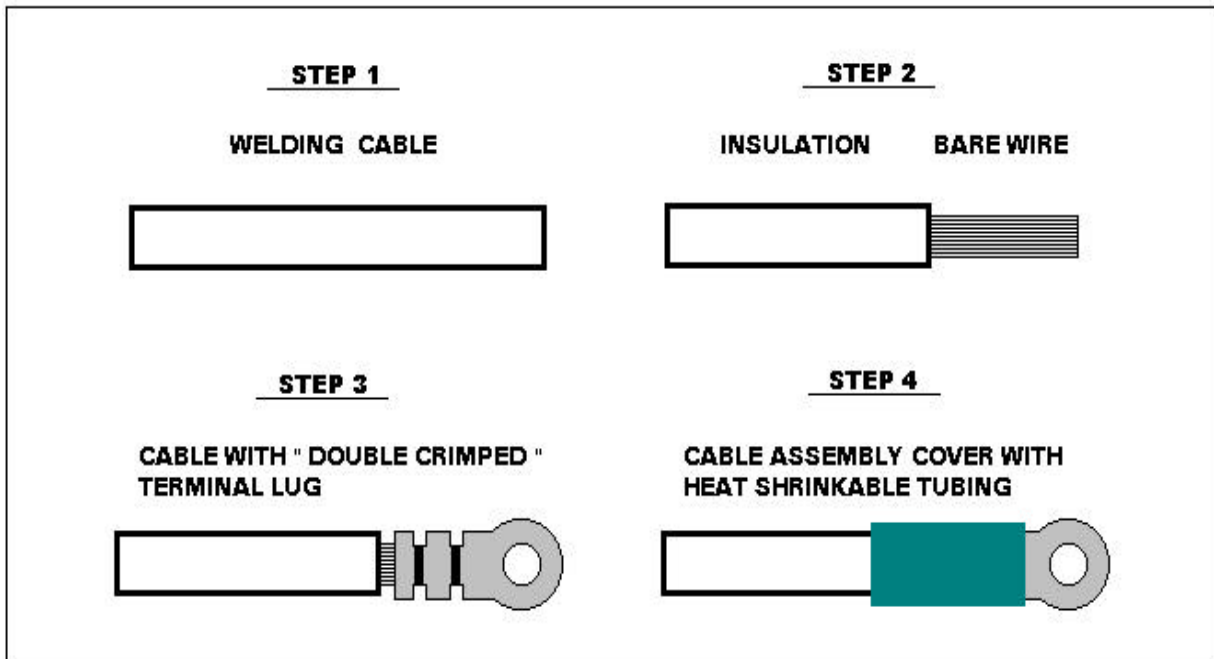 STEP 1
WELDING CABLE
STEP 2
INSULATION BARE WIRE
STEP 3
CABLE WITH " DOUBLE CRIMPED "
TERMINAL LUG
STEP 4
CABLE ASSEMBLY COVER WITH
HEAT SHRINKABLE TUBING